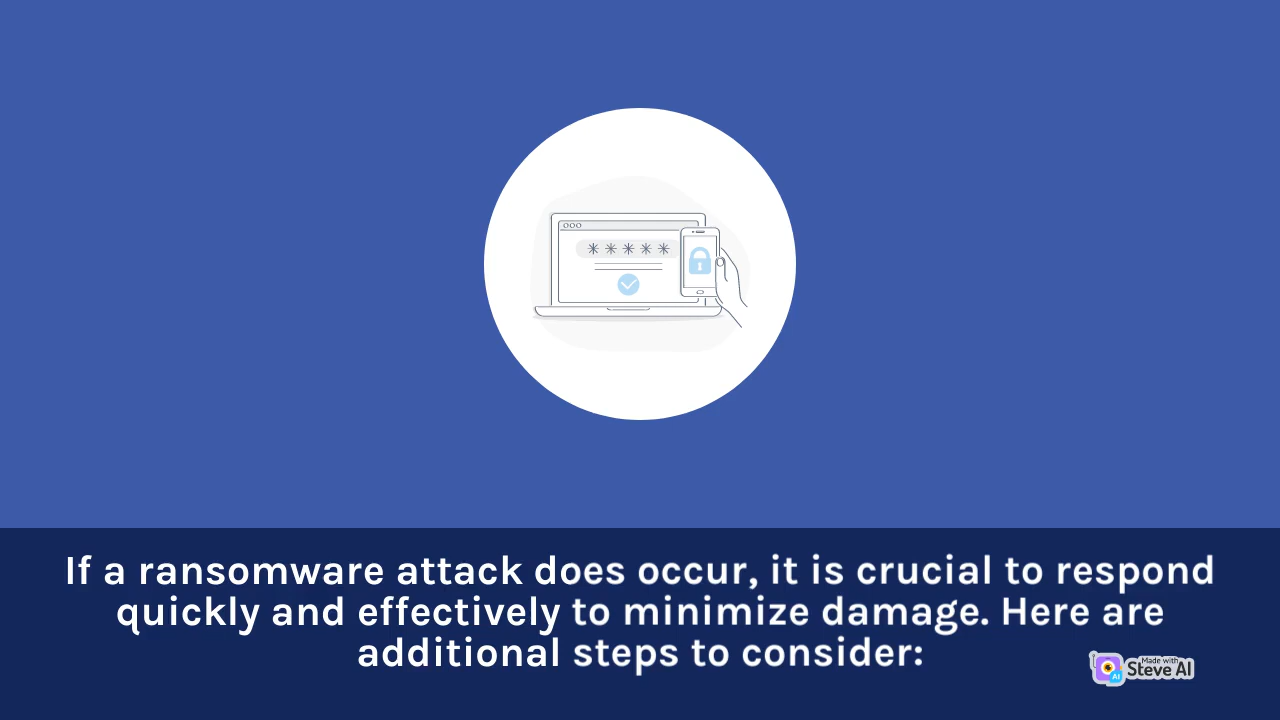 If a ransomware attack does occur, it is crucial to respond
quickly and effectively to minimize damage. Here are
additional steps to consider:
Made with
Steve AI
AI